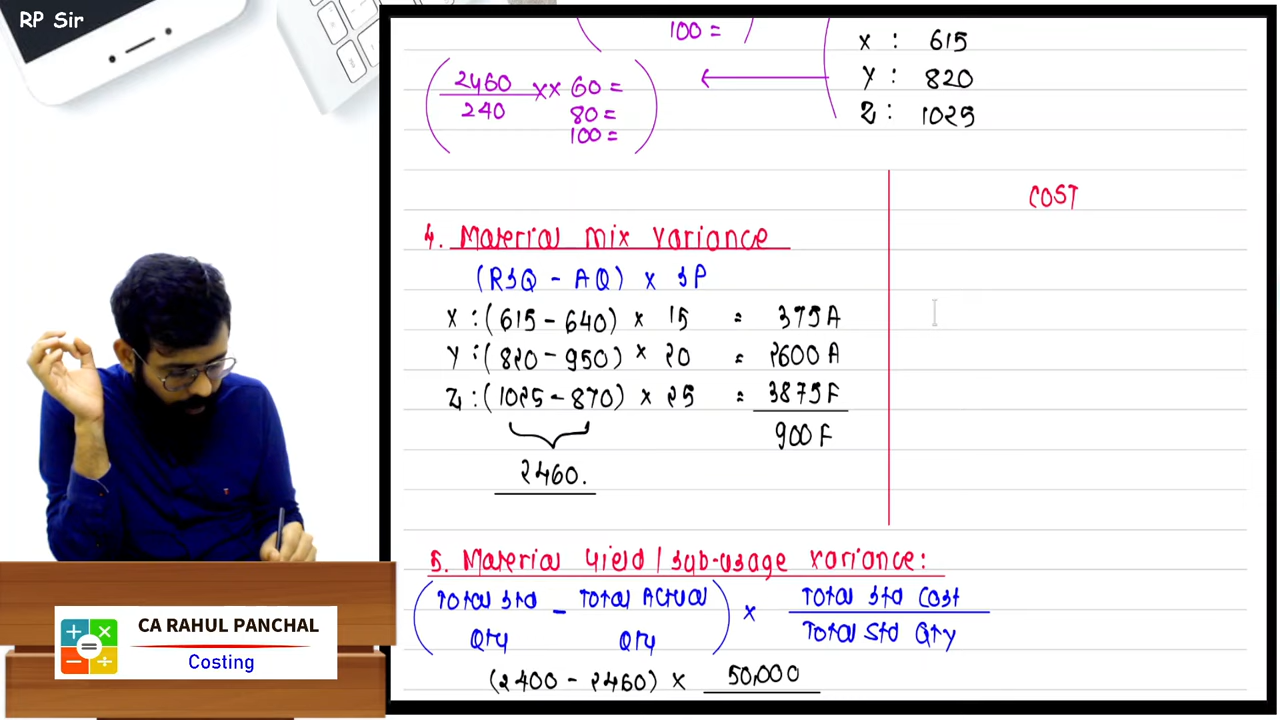 RP Sir
100 =
X : 615
Y : 820
Z : 1025
2460
240
XX 60 =
80 =
100 =
COST
4. Material mix variance
(RSQ - AQ) × SP
X : (615 - 640) × 15 = 375A
Y : (820 - 950) × 20 = 2600 A
Z : (1025 - 870) × 25 = 3875F
900 F
2460.
5. Material Yield / sub-usage variance:
(Total Std Qty - Total Actual Qty) × Total Std Cost
Total Std Qty
(2400 - 2460) × 50,000
CA RAHUL PANCHAL
Costing